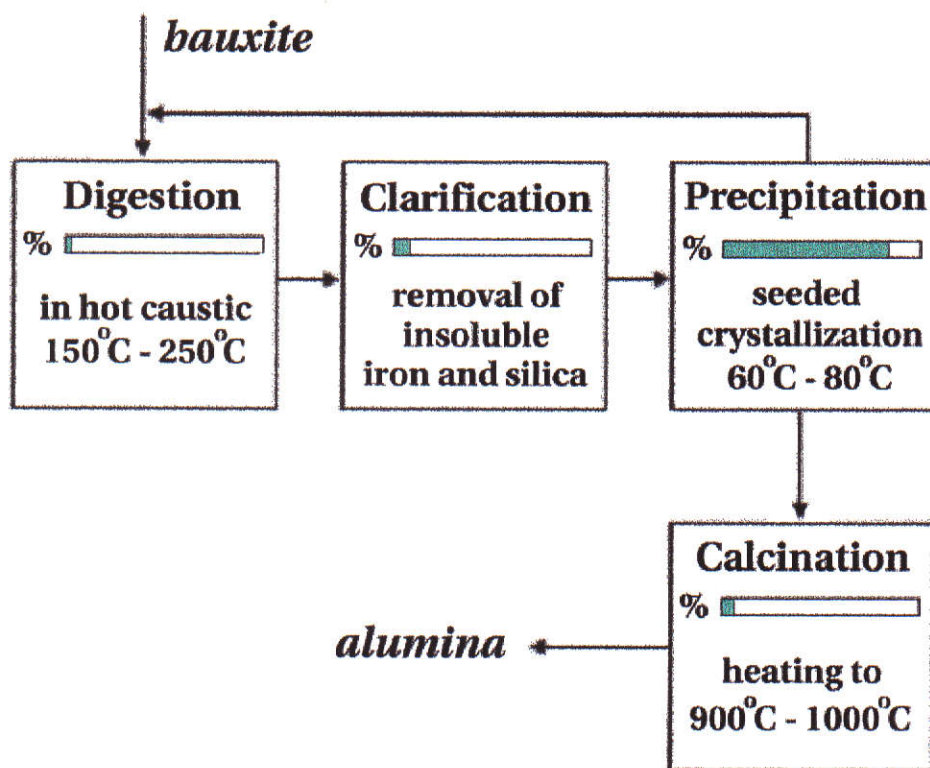 bauxite
Digestion
%
in hot caustic
150°C - 250°C
Clarification
%
removal of
insoluble
iron and silica
Precipitation
%
seeded
crystallization
60°C - 80°C
Calcination
%
heating to
900°C - 1000°C
alumina